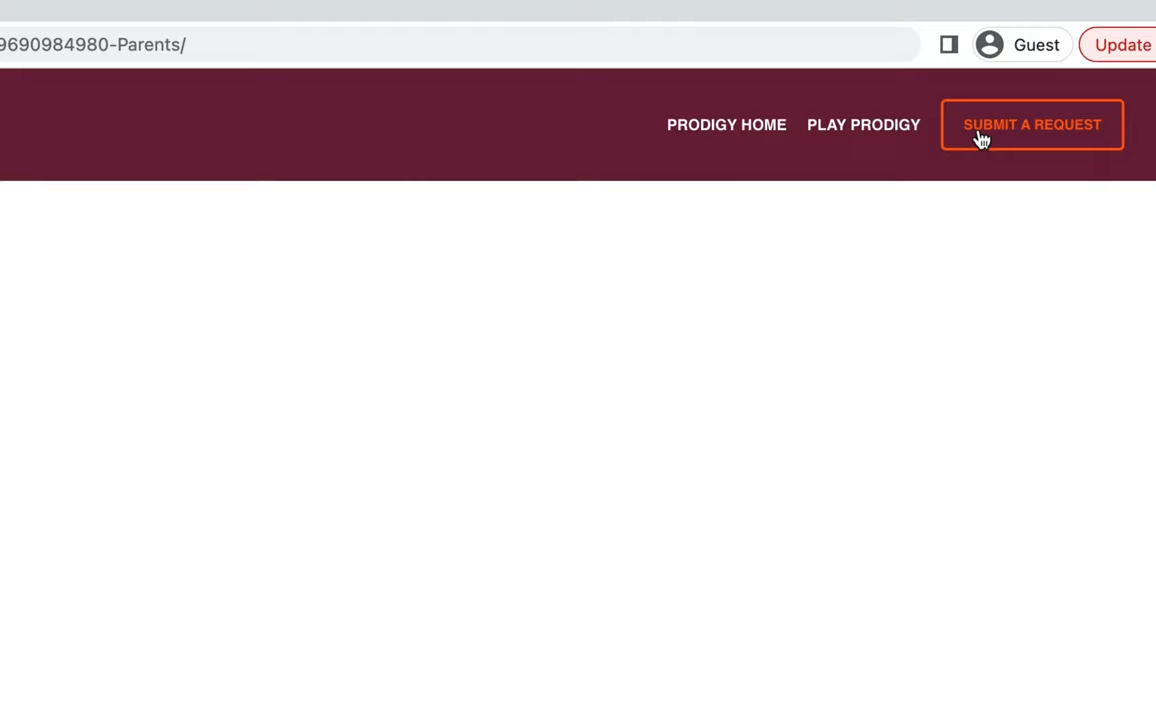 9690984980-Parents/
Guest
Update
PRODIGY HOME
PLAY PRODIGY
SUBMIT A REQUEST